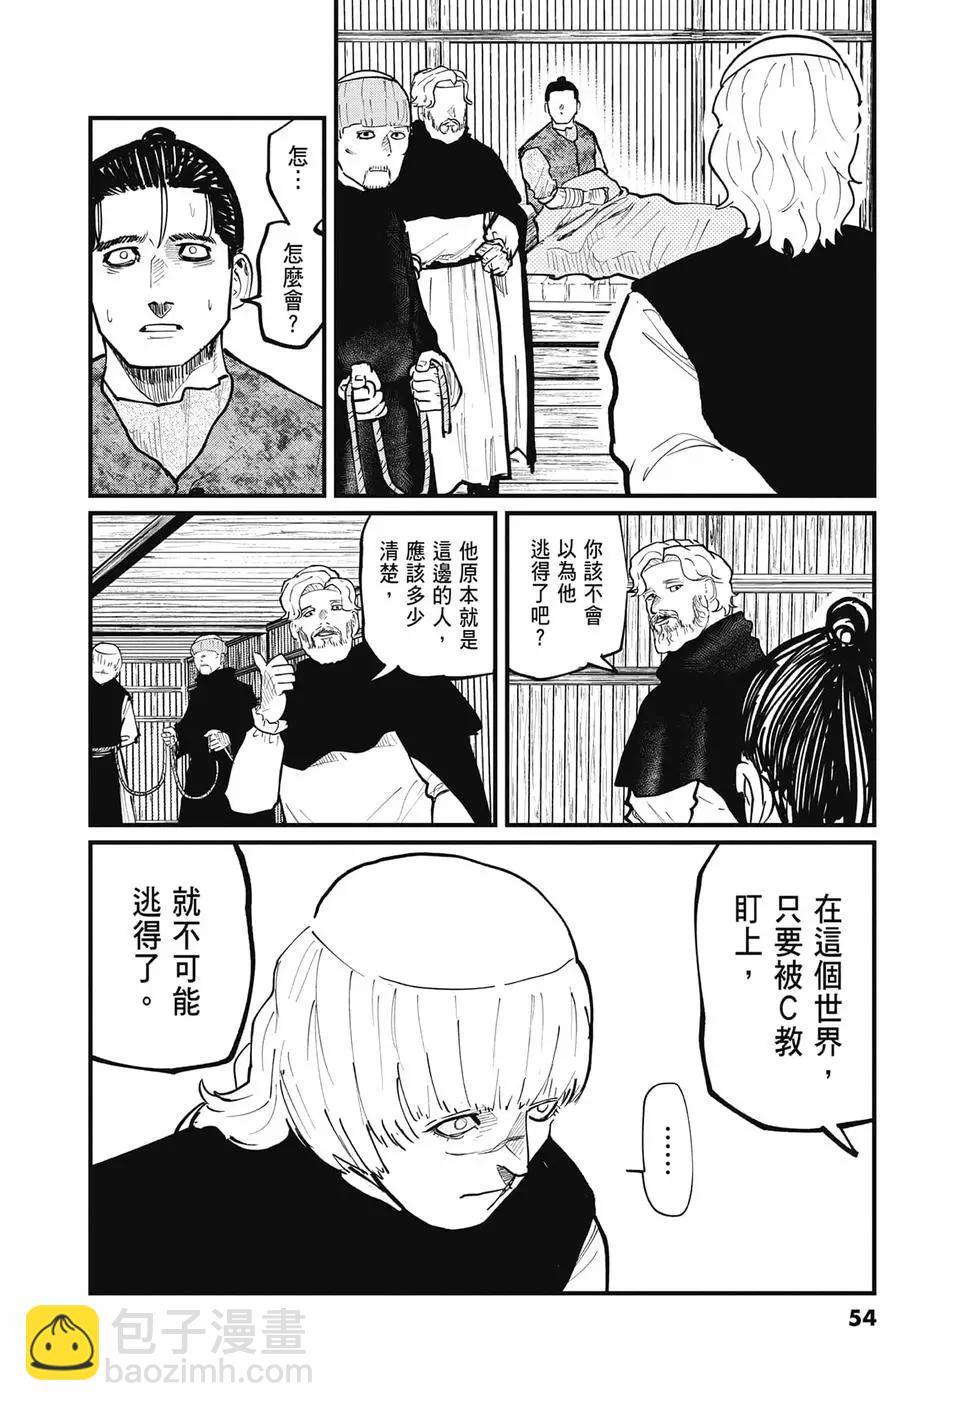 怎…
怎麼會？
你該不會
以為他
逃得了吧？
他原本就是
這邊的人，
應該多少
清楚，
在這個世界，
只要被C教
盯上，
……
就不可能
逃得了。
54
包子漫畫
baozimh.com